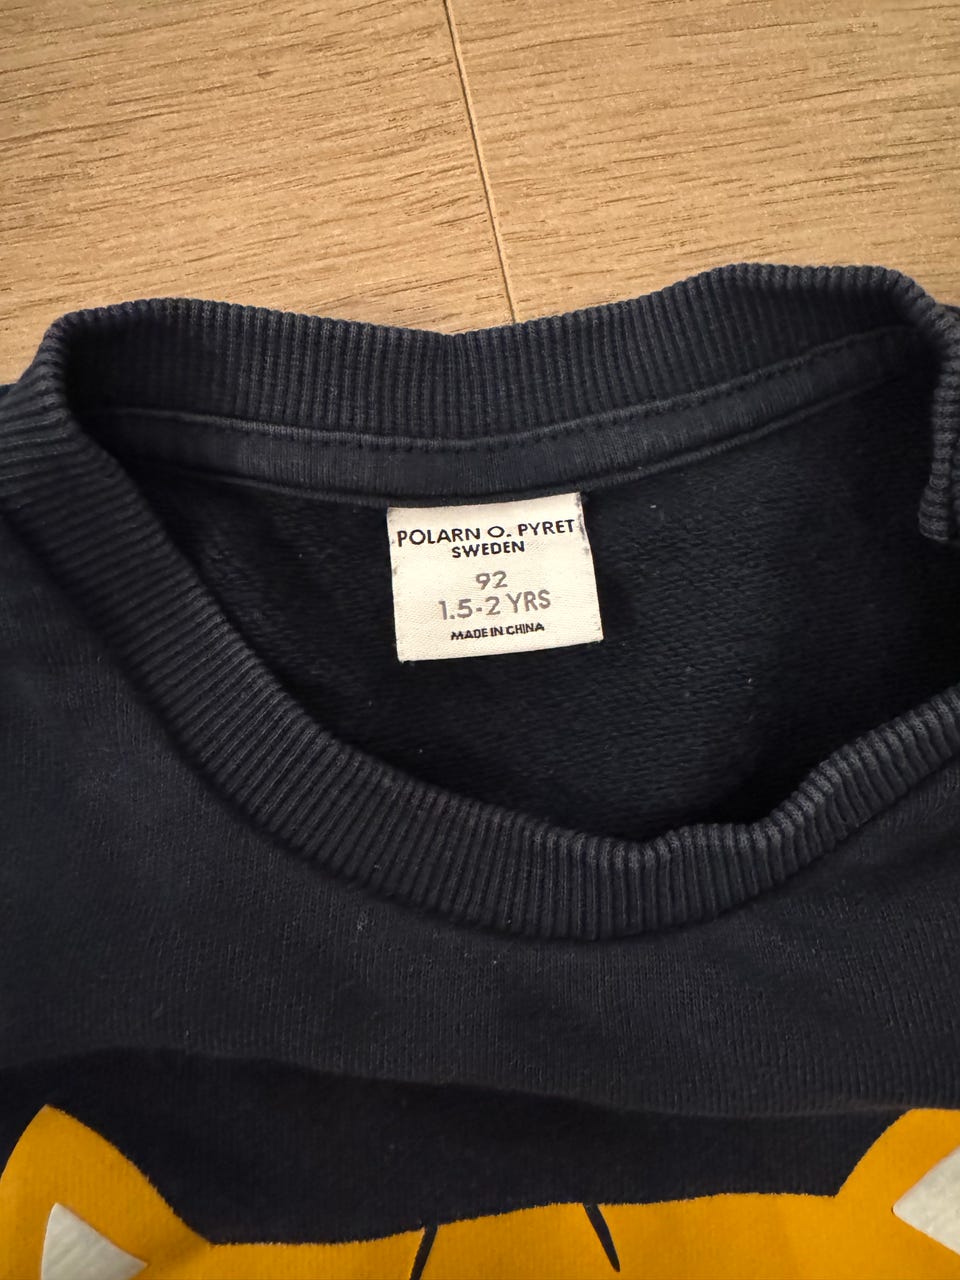 POLARN O. PYRET
SWEDEN
92
1.5-2 YRS
MADE IN CHINA